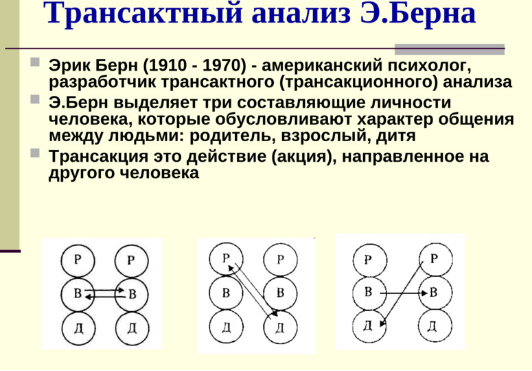 Трансактный анализ Э.Берна
Эрик Берн (1910 - 1970) - американский психолог,
разработчик трансактного (трансакционного) анализа
Э.Берн выделяет три составляющие личности
человека, которые обусловливают характер общения
между людьми: родитель, взрослый, дитя
Трансакция это действие (акция), направленное на
другого человека
Р Р Р Р Р Р
В В В В В В
Д Д Д Д Д Д